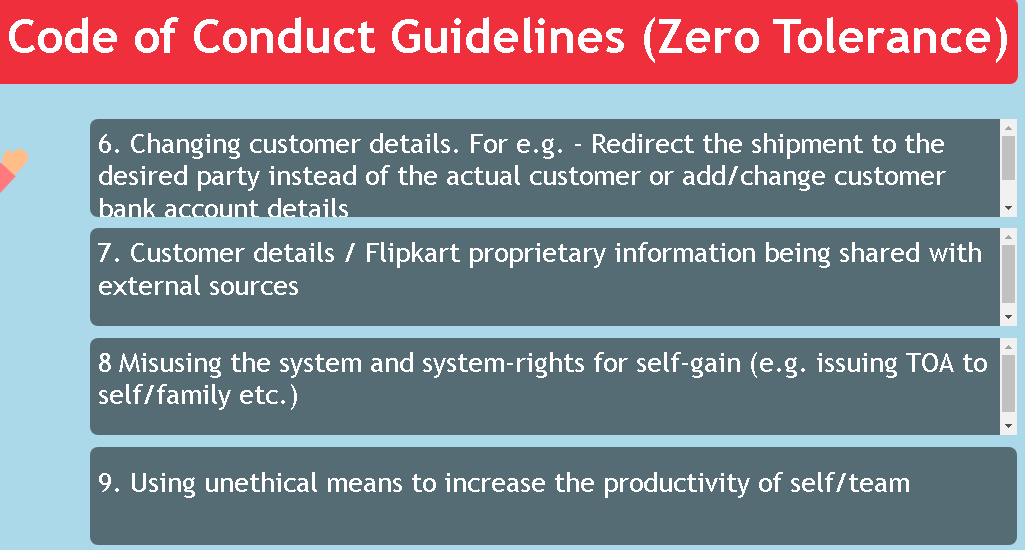 Code of Conduct Guidelines (Zero Tolerance)
6. Changing customer details. For e.g. - Redirect the shipment to the
desired party instead of the actual customer or add/change customer
bank account details
7. Customer details / Flipkart proprietary information being shared with
external sources
8 Misusing the system and system-rights for self-gain (e.g. issuing TOA to
self/family etc.)
9. Using unethical means to increase the productivity of self/team